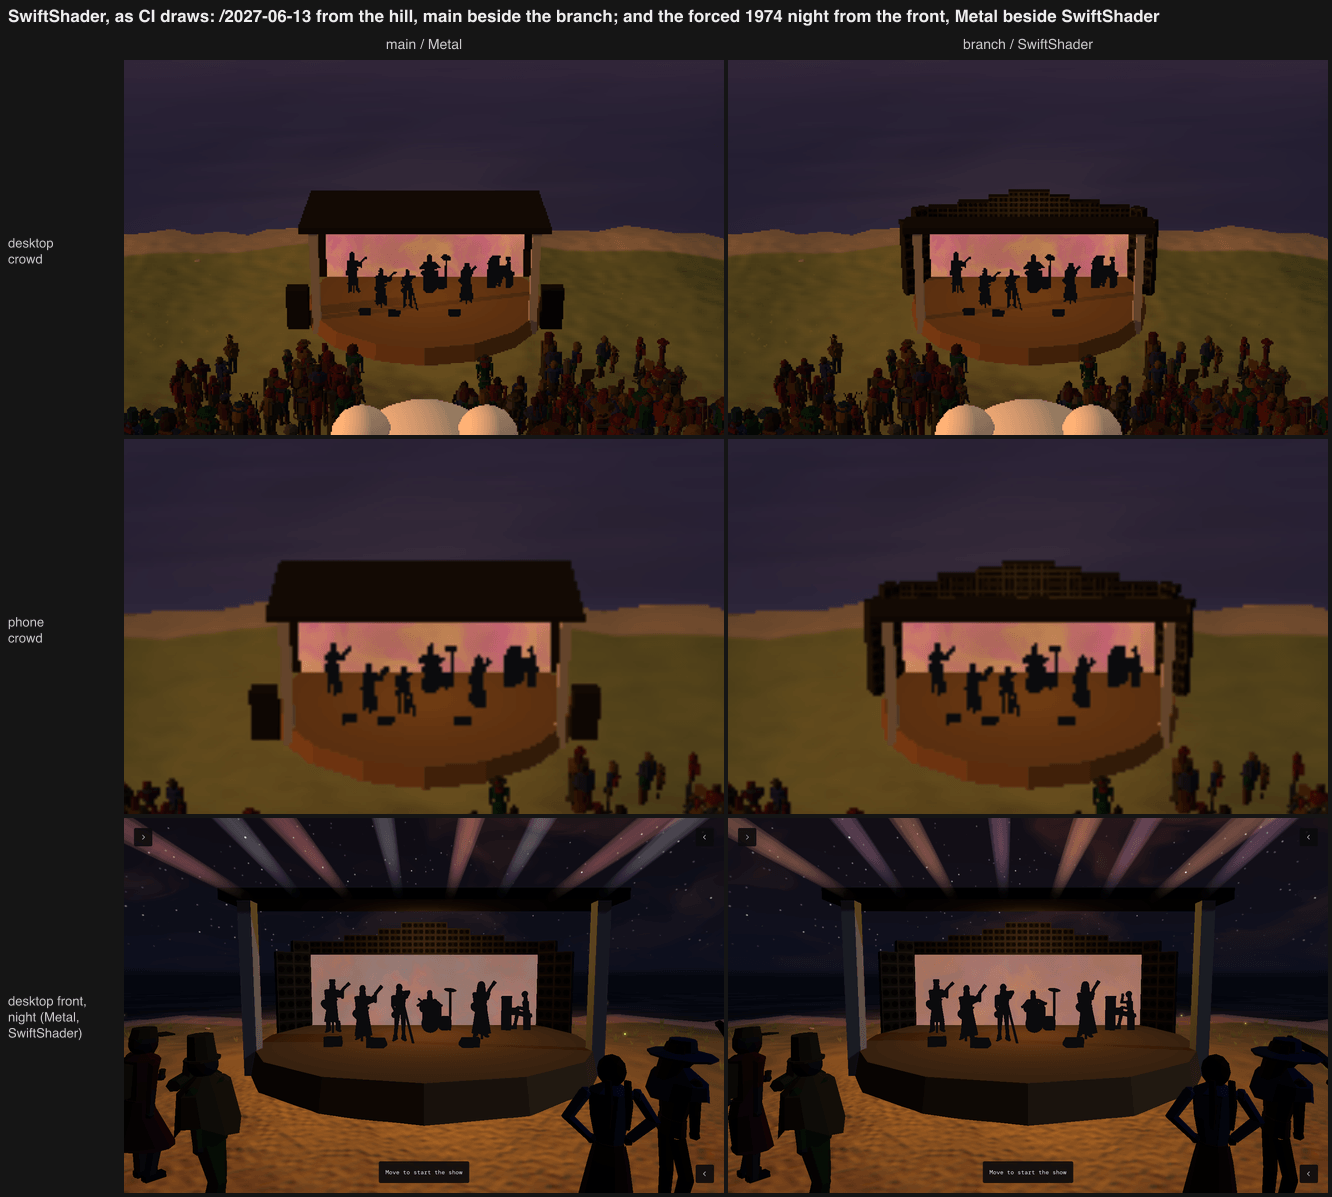 SwiftShader, as CI draws: /2027-06-13 from the hill, main beside the branch; and the forced 1974 night from the front, Metal beside SwiftShader
main / Metal
branch / SwiftShader
desktop
crowd
phone
crowd
desktop front,
night (Metal,
SwiftShader)
Move to start the show
Move to start the show